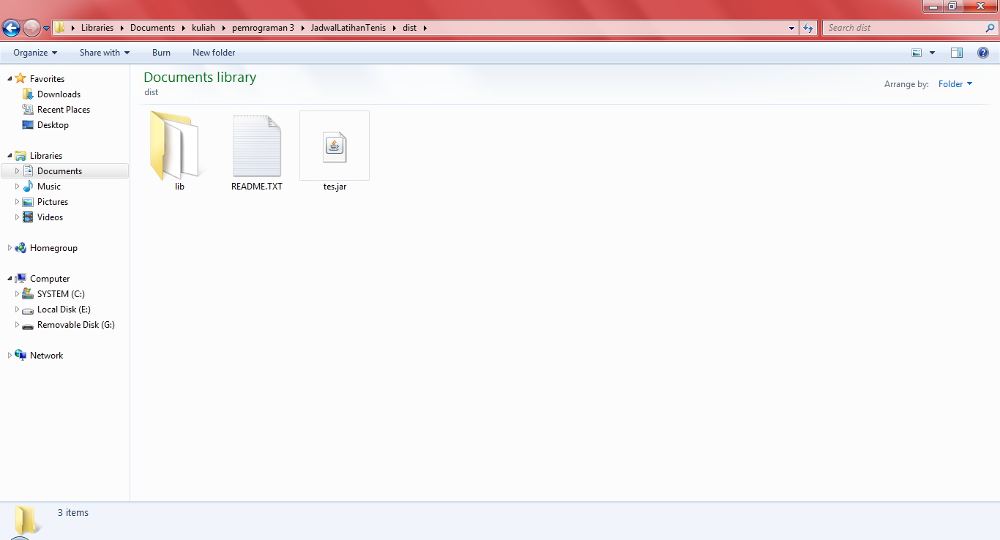 Libraries Documents kuliah pemrograman 3 JadwalLatihanTenis dist
Search dist
Organize Share with Burn New folder
Documents library
dist
Arrange by: Folder
Favorites
Downloads
Recent Places
Desktop
Libraries
Documents
Music
Pictures
Videos
Homegroup
Computer
SYSTEM (C:)
Local Disk (E:)
Removable Disk (G:)
Network
lib
README.TXT
tes.jar
3 items